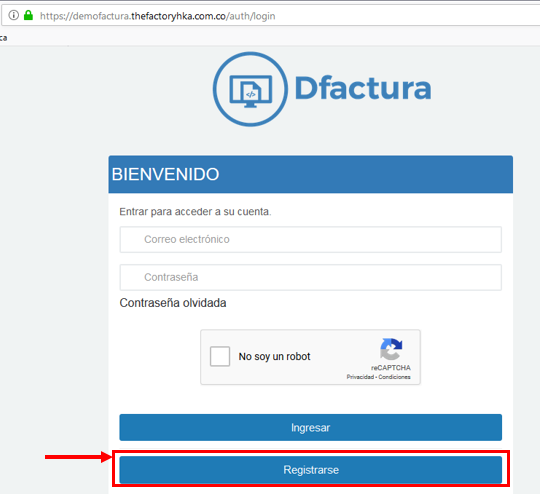 https://demofactura.thefactoryhka.com.co/auth/login
ca
</>
Dfactura
BIENVENIDO
Entrar para acceder a su cuenta.
Correo electrónico
Contraseña
Contraseña olvidada
No soy un robot
reCAPTCHA
Privacidad - Condiciones
Ingresar
Registrarse